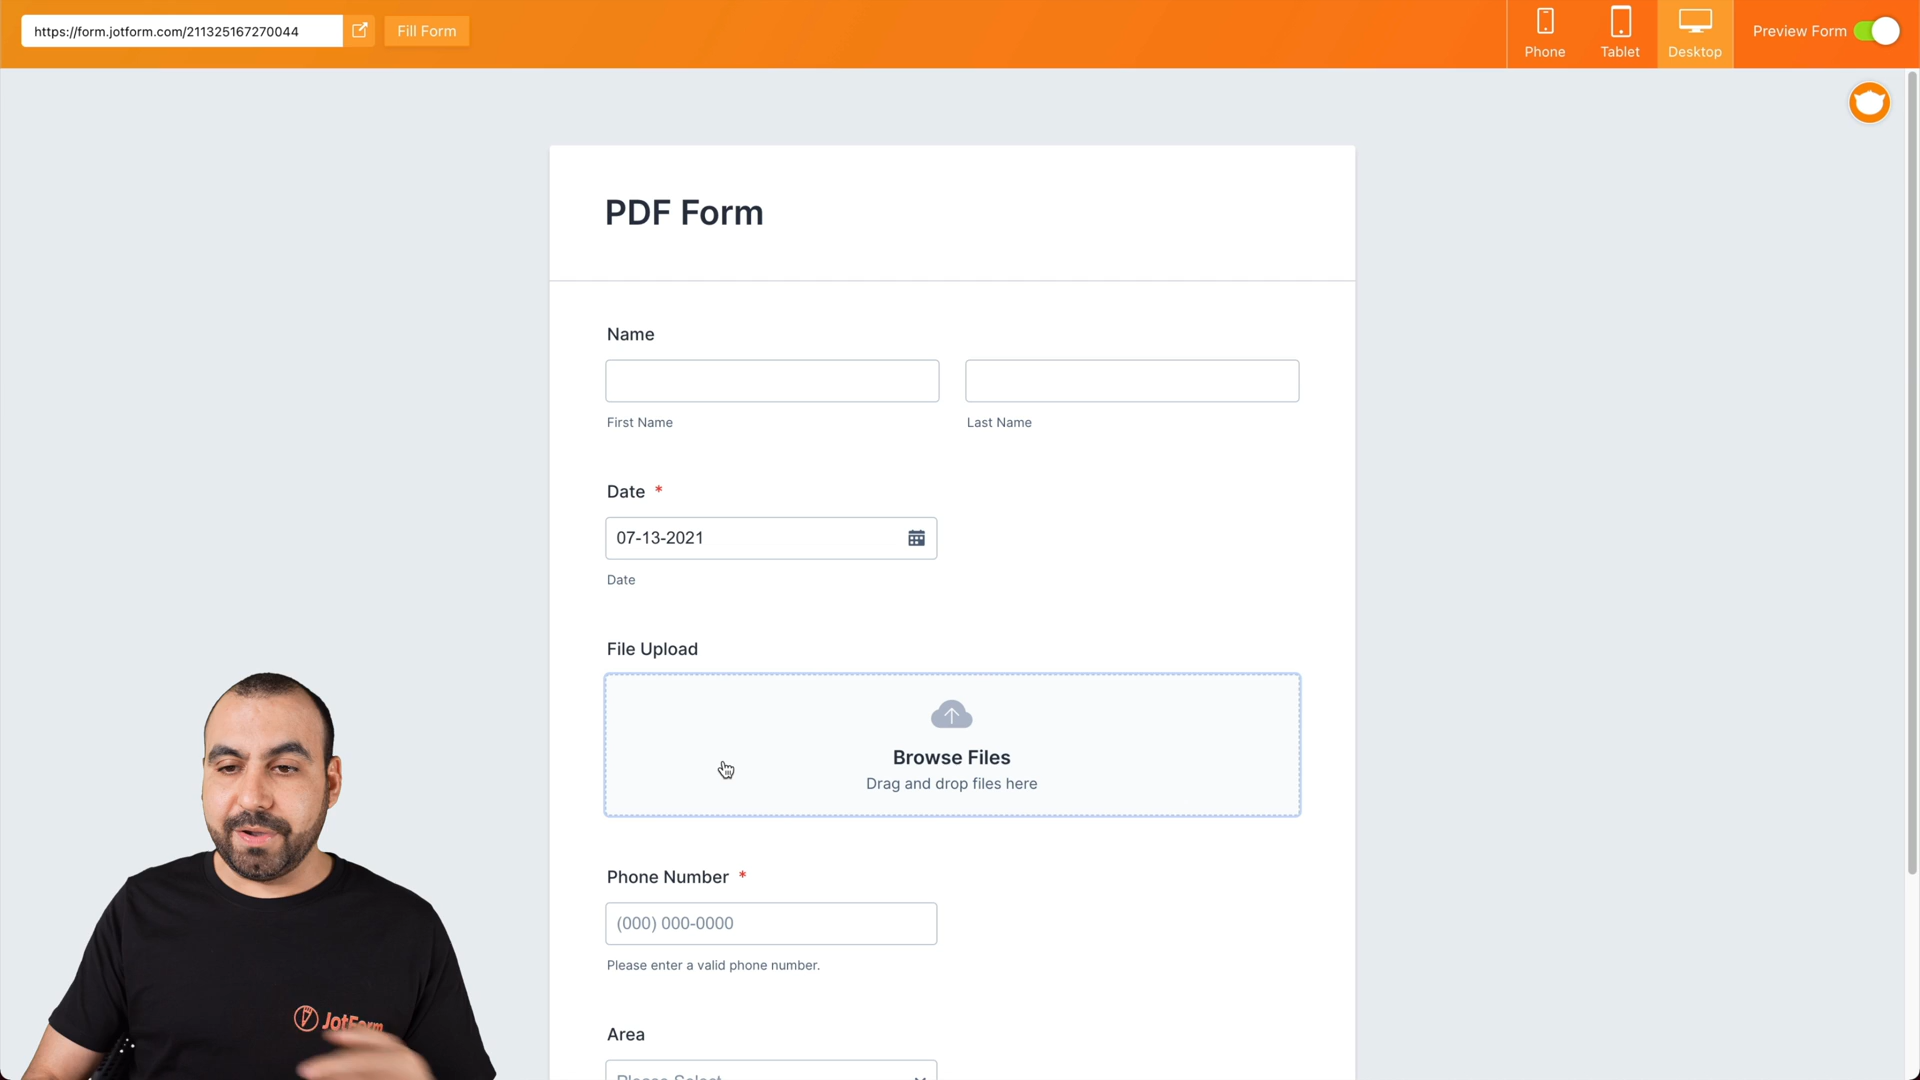 https://form.jotform.com/211325167270044
Fill Form
Phone
Tablet
Desktop
Preview Form
PDF Form
Name
First Name
Last Name
Date *
07-13-2021
Date
File Upload
Browse Files
Drag and drop files here
Phone Number *
(000) 000-0000
Please enter a valid phone number.
JotForm
Area
Please Select